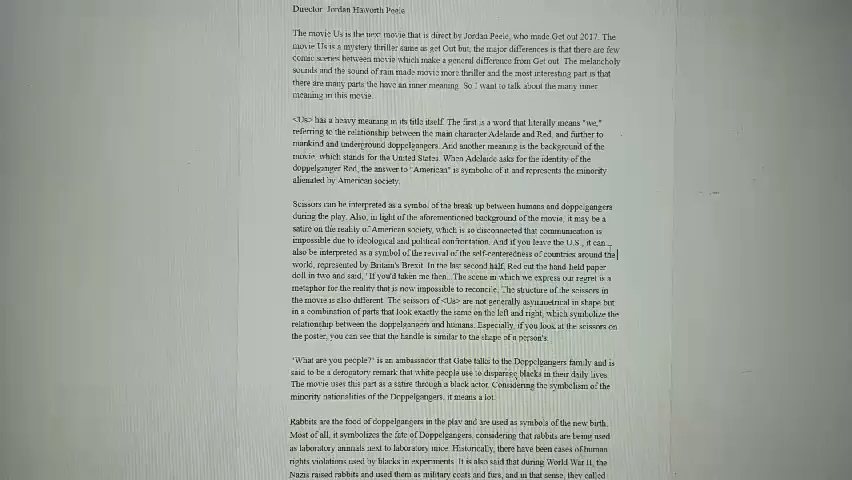 Director: Jordan Haworth Peele
The movie Us is the next movie that is direct by Jordan Peele, who made Get out 2017. The
movie Us is a mystery thriller same as get Out but, the major differences is that there are few
comic scenes between movie which make a general difference from Get out. The melancholy
sounds and the sound of rain made movie more thriller and the most interesting part is that
there are many parts the have an inner meaning. So I want to talk about the many inner
meaning in this movie.
<Us> has a heavy meaning in its title itself. The first is a word that literally means "we,"
referring to the relationship between the main character Adelaide and Red, and further to
mankind and underground doppelgangers. And another meaning is the background of the
movie, which stands for the United States. When Adelaide asks for the identity of the
doppelganger Red, the answer to "American" is symbolic of it and represents the minority
alienated by American society.
Scissors can be interpreted as a symbol of the break up between humans and doppelgangers
during the play. Also, in light of the aforementioned background of the movie, it may be a
satire on the reality of American society, which is so disconnected that communication is
impossible due to ideological and political confrontation. And if you leave the U.S., it can
also be interpreted as a symbol of the revival of the self-centeredness of countries around the
world, represented by Britain's Brexit. In the last second half, Red cut the hand-held paper
doll in two and said, "If you'd taken me then.. The scene in which we express our regret is a
metaphor for the reality that is now impossible to reconcile. The structure of the scissors in
the movie is also different. The scissors of <Us> are not generally asymmetrical in shape but
in a combination of parts that look exactly the same on the left and right, which symbolize the
relationship between the doppelgangers and humans. Especially, if you look at the scissors on
the poster, you can see that the handle is similar to the shape of a person's.
"What are you people?" is an ambassador that Gabe talks to the Doppelgangers family and is
said to be a derogatory remark that white people use to disparage blacks in their daily lives.
The movie uses this part as a satire through a black actor. Considering the symbolism of the
minority nationalities of the Doppelgangers, it means a lot.
Rabbits are the food of doppelgangers in the play and are used as symbols of the new birth.
Most of all, it symbolizes the fate of Doppelgangers, considering that rabbits are being used
as laboratory animals next to laboratory mice. Historically, there have been cases of human
rights violations used by blacks in experiments. It is also said that during World War II, the
Nazis raised rabbits and used them as military coats and furs, and in that sense, they called